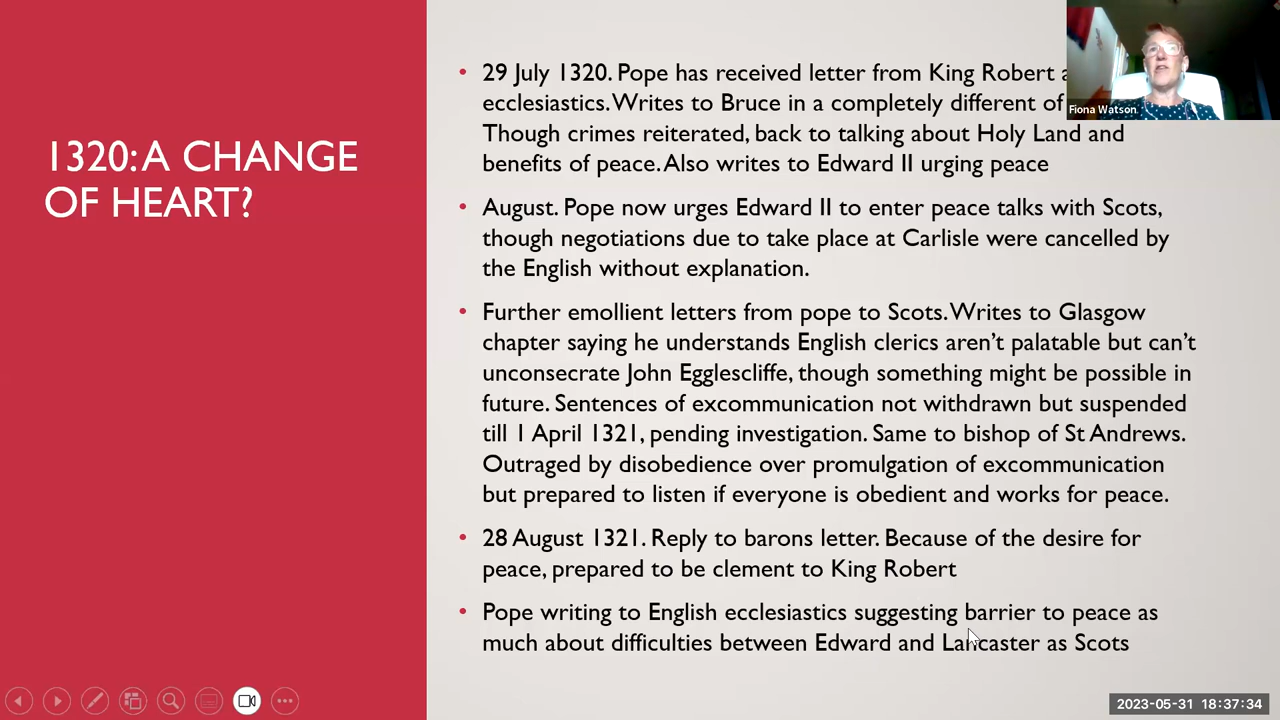 1320: A CHANGE
OF HEART?
• 29 July 1320. Pope has received letter from King Robert
ecclesiastics. Writes to Bruce in a completely different of
Though crimes reiterated, back to talking about Holy Land and
benefits of peace. Also writes to Edward II urging peace
• August. Pope now urges Edward II to enter peace talks with Scots,
though negotiations due to take place at Carlisle were cancelled by
the English without explanation.
• Further emollient letters from pope to Scots. Writes to Glasgow
chapter saying he understands English clerics aren’t palatable but can’t
unconsecrate John Egglescliffe, though something might be possible in
future. Sentences of excommunication not withdrawn but suspended
till 1 April 1321, pending investigation. Same to bishop of St Andrews.
Outraged by disobedience over promulgation of excommunication
but prepared to listen if everyone is obedient and works for peace.
• 28 August 1321. Reply to barons letter. Because of the desire for
peace, prepared to be clement to King Robert
• Pope writing to English ecclesiastics suggesting barrier to peace as
much about difficulties between Edward and Lancaster as Scots
Fiona Watson
2023-05-31 18:37:34